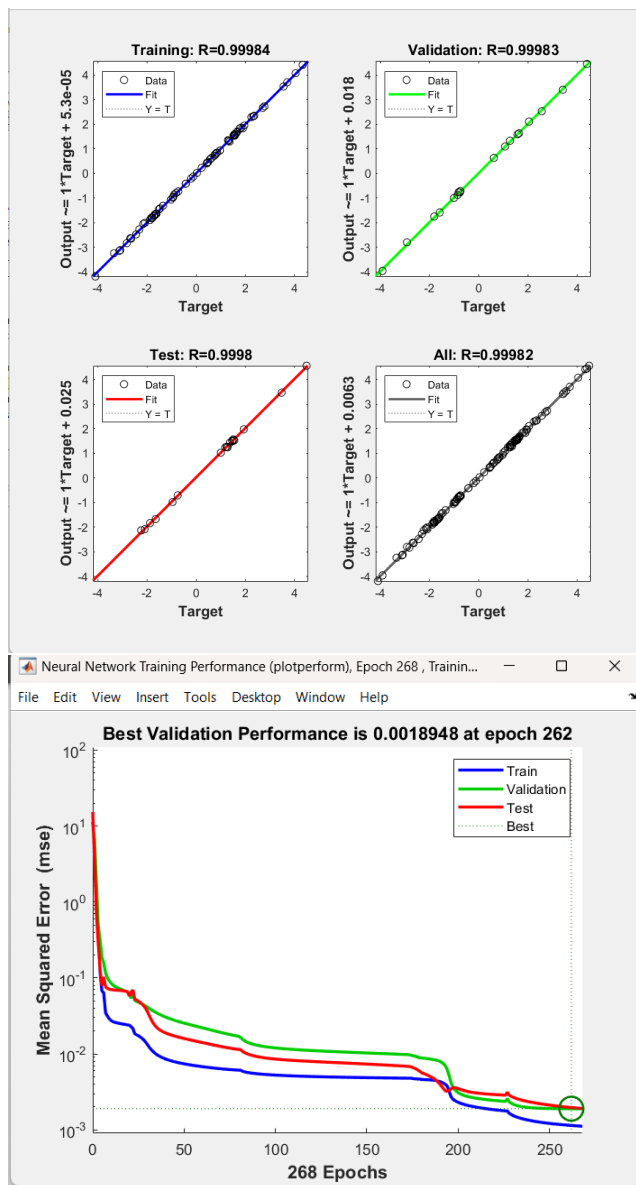 Training: R=0.99984
Output ~= 1*Target + 5.3e-05
Data
Fit
Y = T
4
3
2
1
0
-1
-2
-3
-4
-4 -2 0 2 4
Target
Validation: R=0.99983
Output ~= 1*Target + 0.018
Data
Fit
Y = T
4
3
2
1
0
-1
-2
-3
-4
-4 -2 0 2 4
Target
Test: R=0.9998
Output ~= 1*Target + 0.025
Data
Fit
Y = T
4
3
2
1
0
-1
-2
-3
-4
-4 -2 0 2 4
Target
All: R=0.99982
Output ~= 1*Target + 0.0063
Data
Fit
Y = T
4
3
2
1
0
-1
-2
-3
-4
-4 -2 0 2 4
Target
Neural Network Training Performance (plotperform), Epoch 268 , Trainin...
File Edit View Insert Tools Desktop Window Help
Best Validation Performance is 0.0018948 at epoch 262
Mean Squared Error (mse)
10^2
10^1
10^0
10^-1
10^-2
10^-3
Train
Validation
Test
Best
0 50 100 150 200 250
268 Epochs